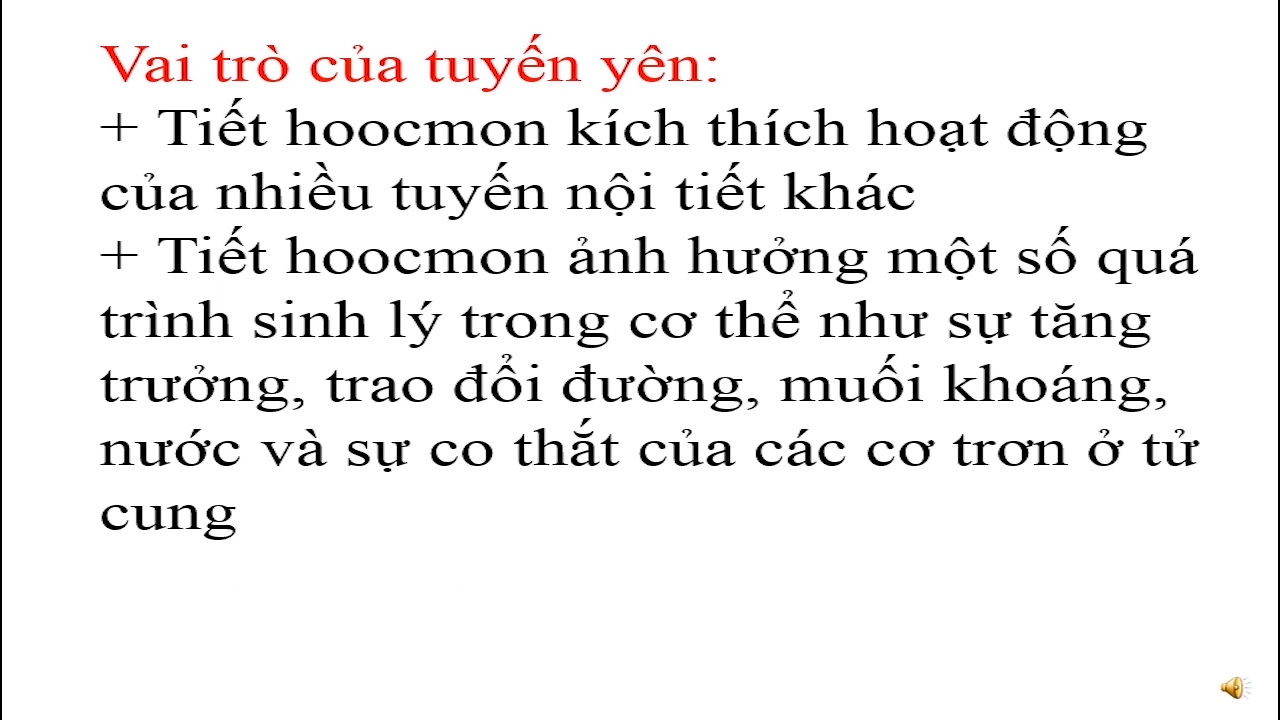 Vai trò của tuyến yên:
+ Tiết hoocmon kích thích hoạt động
của nhiều tuyến nội tiết khác
+ Tiết hoocmon ảnh hưởng một số quá
trình sinh lý trong cơ thể như sự tăng
trưởng, trao đổi đường, muối khoáng,
nước và sự co thắt của các cơ trơn ở tử
cung